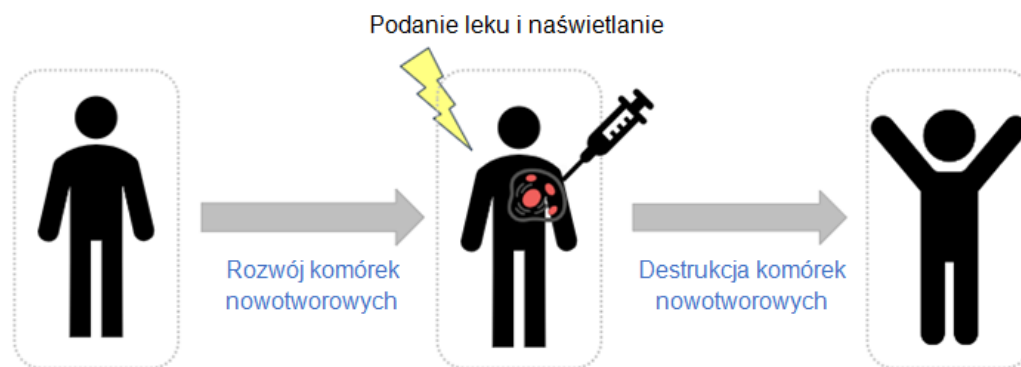 Podanie leku i naświetlanie
Rozwój komórek
nowotworowych
Destrukcja komórek
nowotworowych